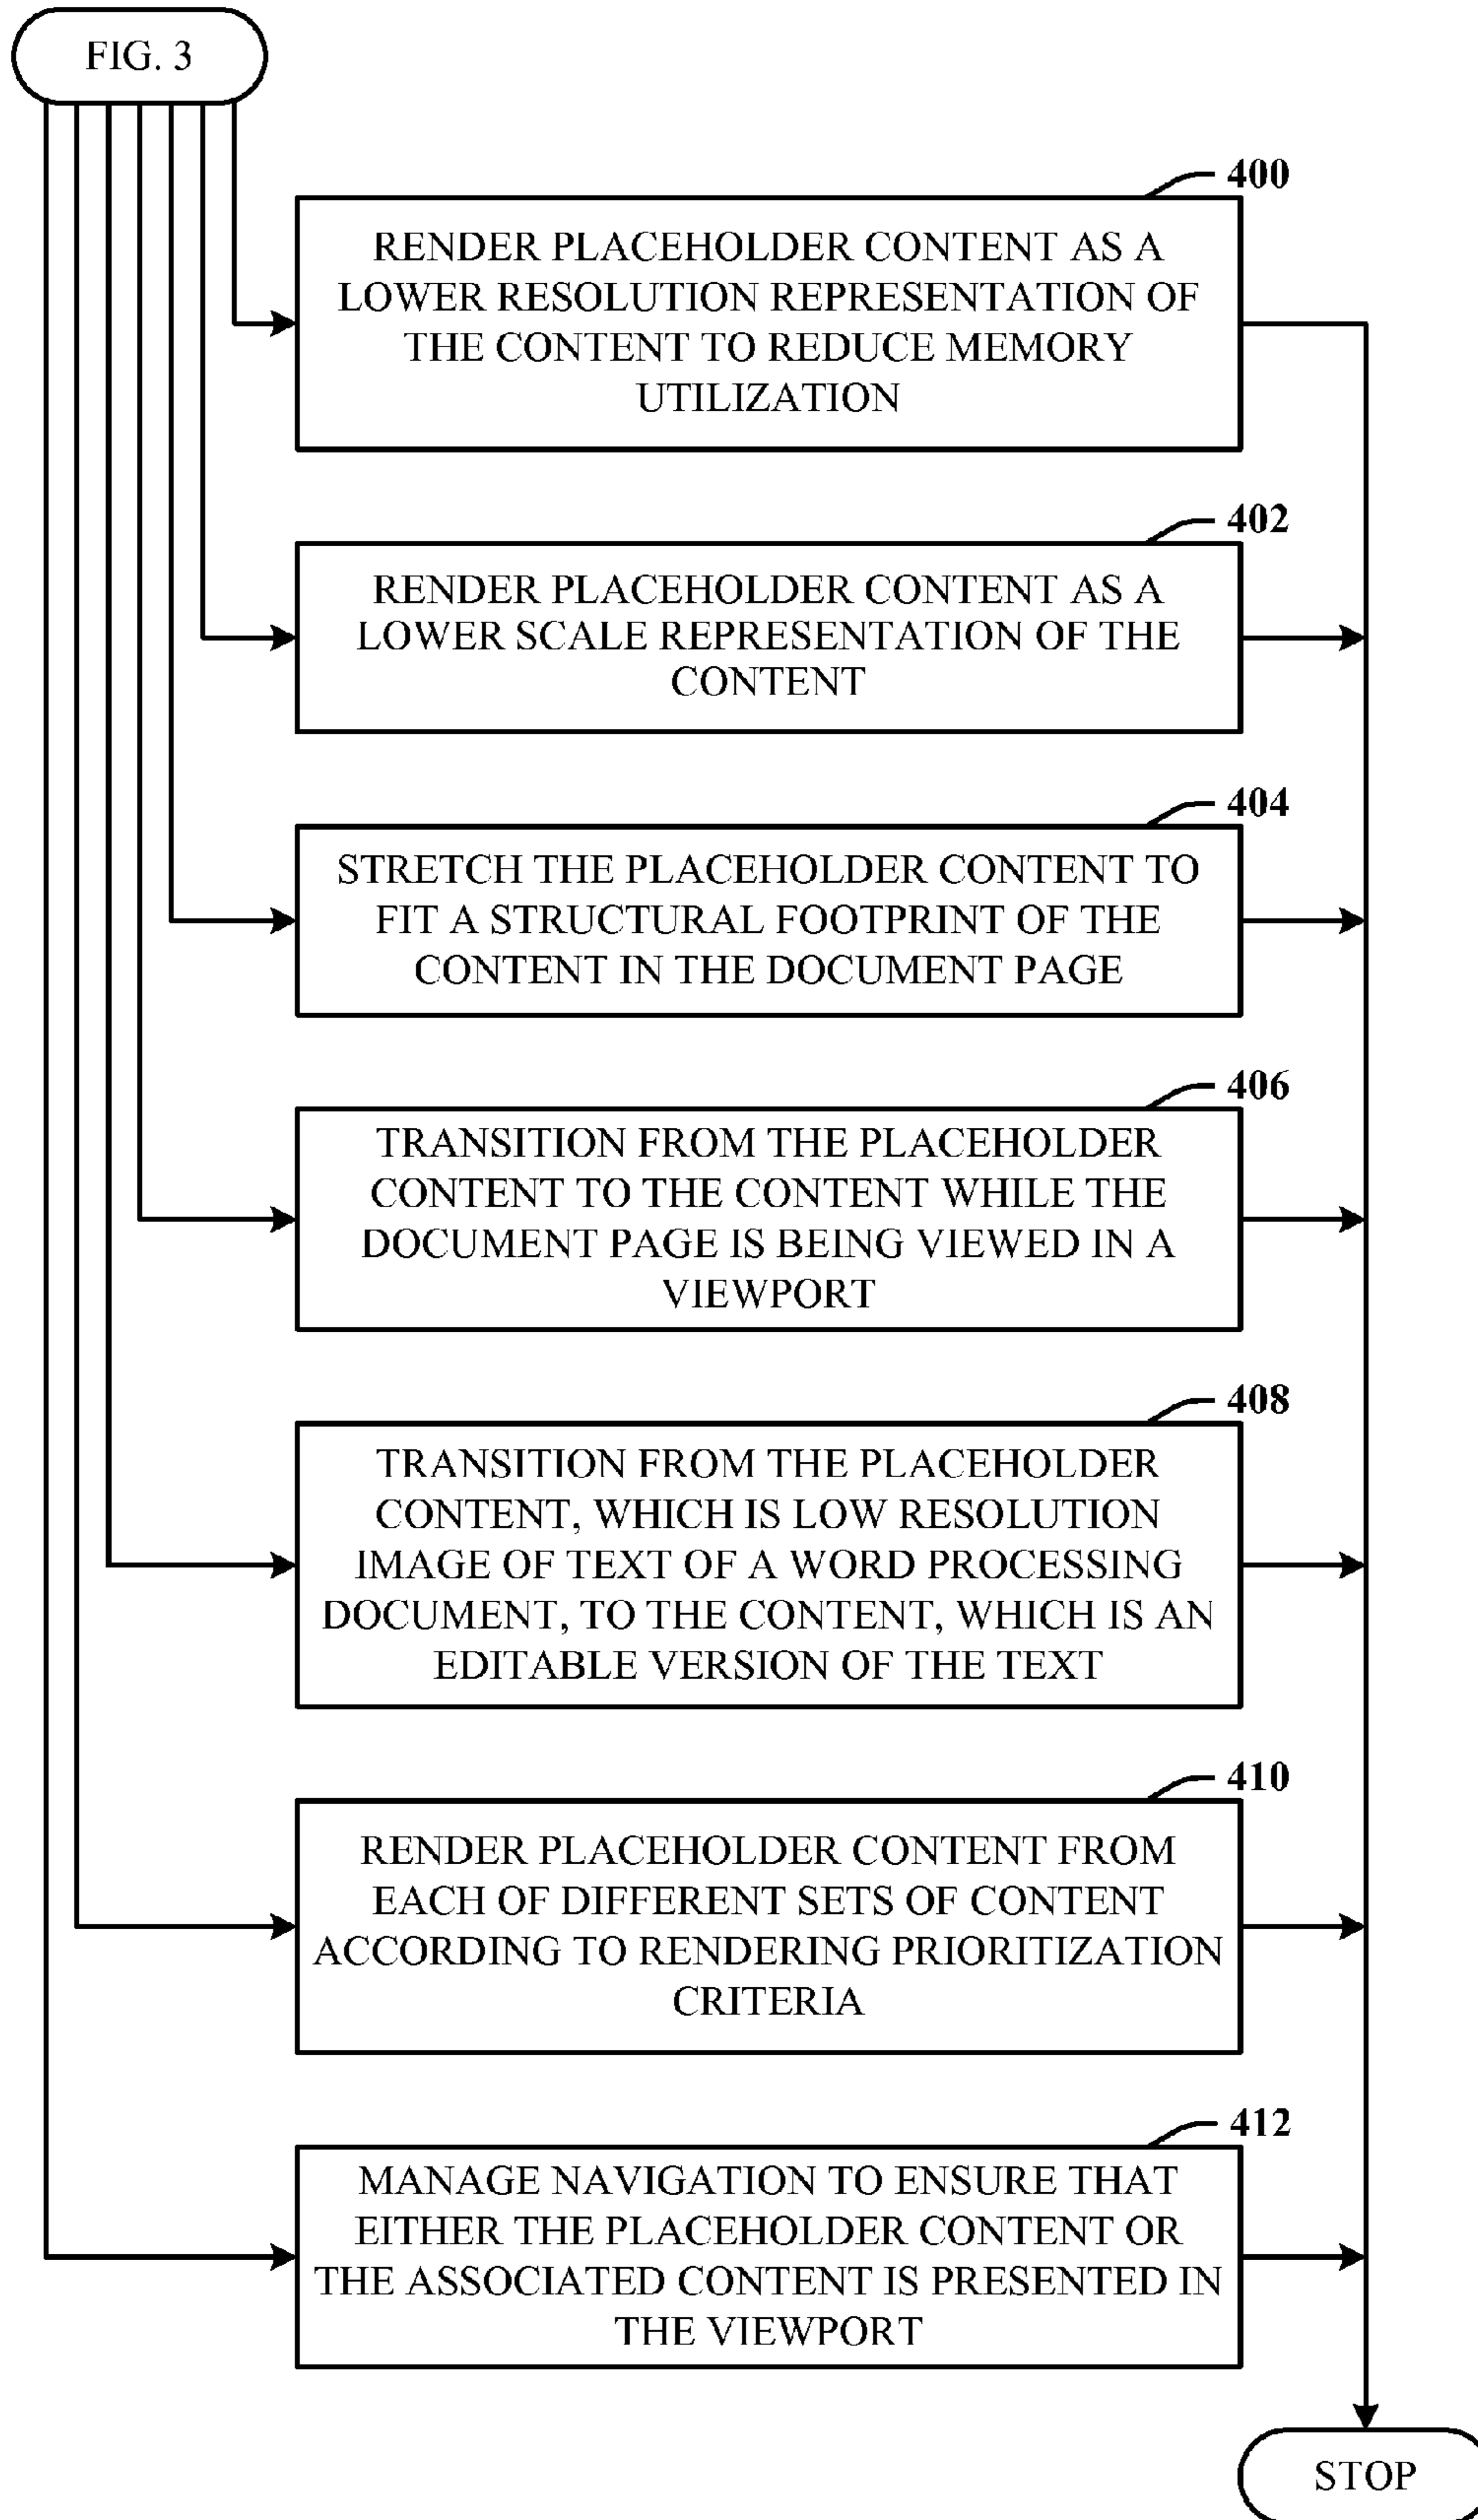 FIG. 3
400
RENDER PLACEHOLDER CONTENT AS A
LOWER RESOLUTION REPRESENTATION OF
THE CONTENT TO REDUCE MEMORY
UTILIZATION
402
RENDER PLACEHOLDER CONTENT AS A
LOWER SCALE REPRESENTATION OF THE
CONTENT
404
STRETCH THE PLACEHOLDER CONTENT TO
FIT A STRUCTURAL FOOTPRINT OF THE
CONTENT IN THE DOCUMENT PAGE
406
TRANSITION FROM THE PLACEHOLDER
CONTENT TO THE CONTENT WHILE THE
DOCUMENT PAGE IS BEING VIEWED IN A
VIEWPORT
408
TRANSITION FROM THE PLACEHOLDER
CONTENT, WHICH IS LOW RESOLUTION
IMAGE OF TEXT OF A WORD PROCESSING
DOCUMENT, TO THE CONTENT, WHICH IS AN
EDITABLE VERSION OF THE TEXT
410
RENDER PLACEHOLDER CONTENT FROM
EACH OF DIFFERENT SETS OF CONTENT
ACCORDING TO RENDERING PRIORITIZATION
CRITERIA
412
MANAGE NAVIGATION TO ENSURE THAT
EITHER THE PLACEHOLDER CONTENT OR
THE ASSOCIATED CONTENT IS PRESENTED IN
THE VIEWPORT
STOP